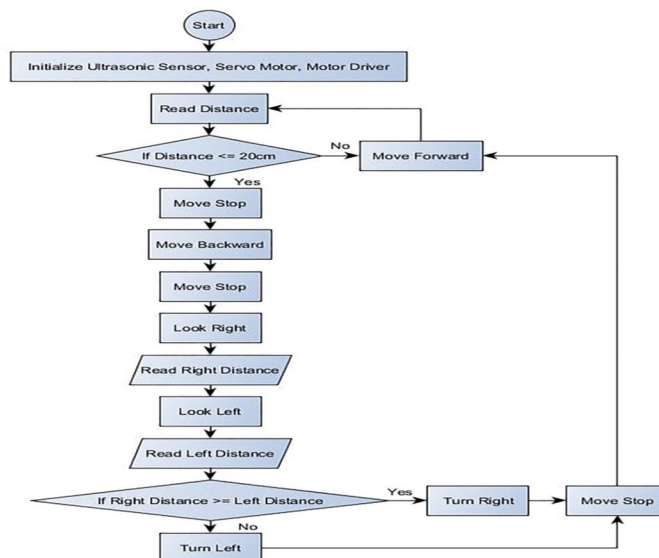 Start
Initialize Ultrasonic Sensor, Servo Motor, Motor Driver
Read Distance
If Distance <= 20cm
No
Move Forward
Yes
Move Stop
Move Backward
Move Stop
Look Right
Read Right Distance
Look Left
Read Left Distance
If Right Distance >= Left Distance
Yes
Turn Right
Move Stop
No
Turn Left